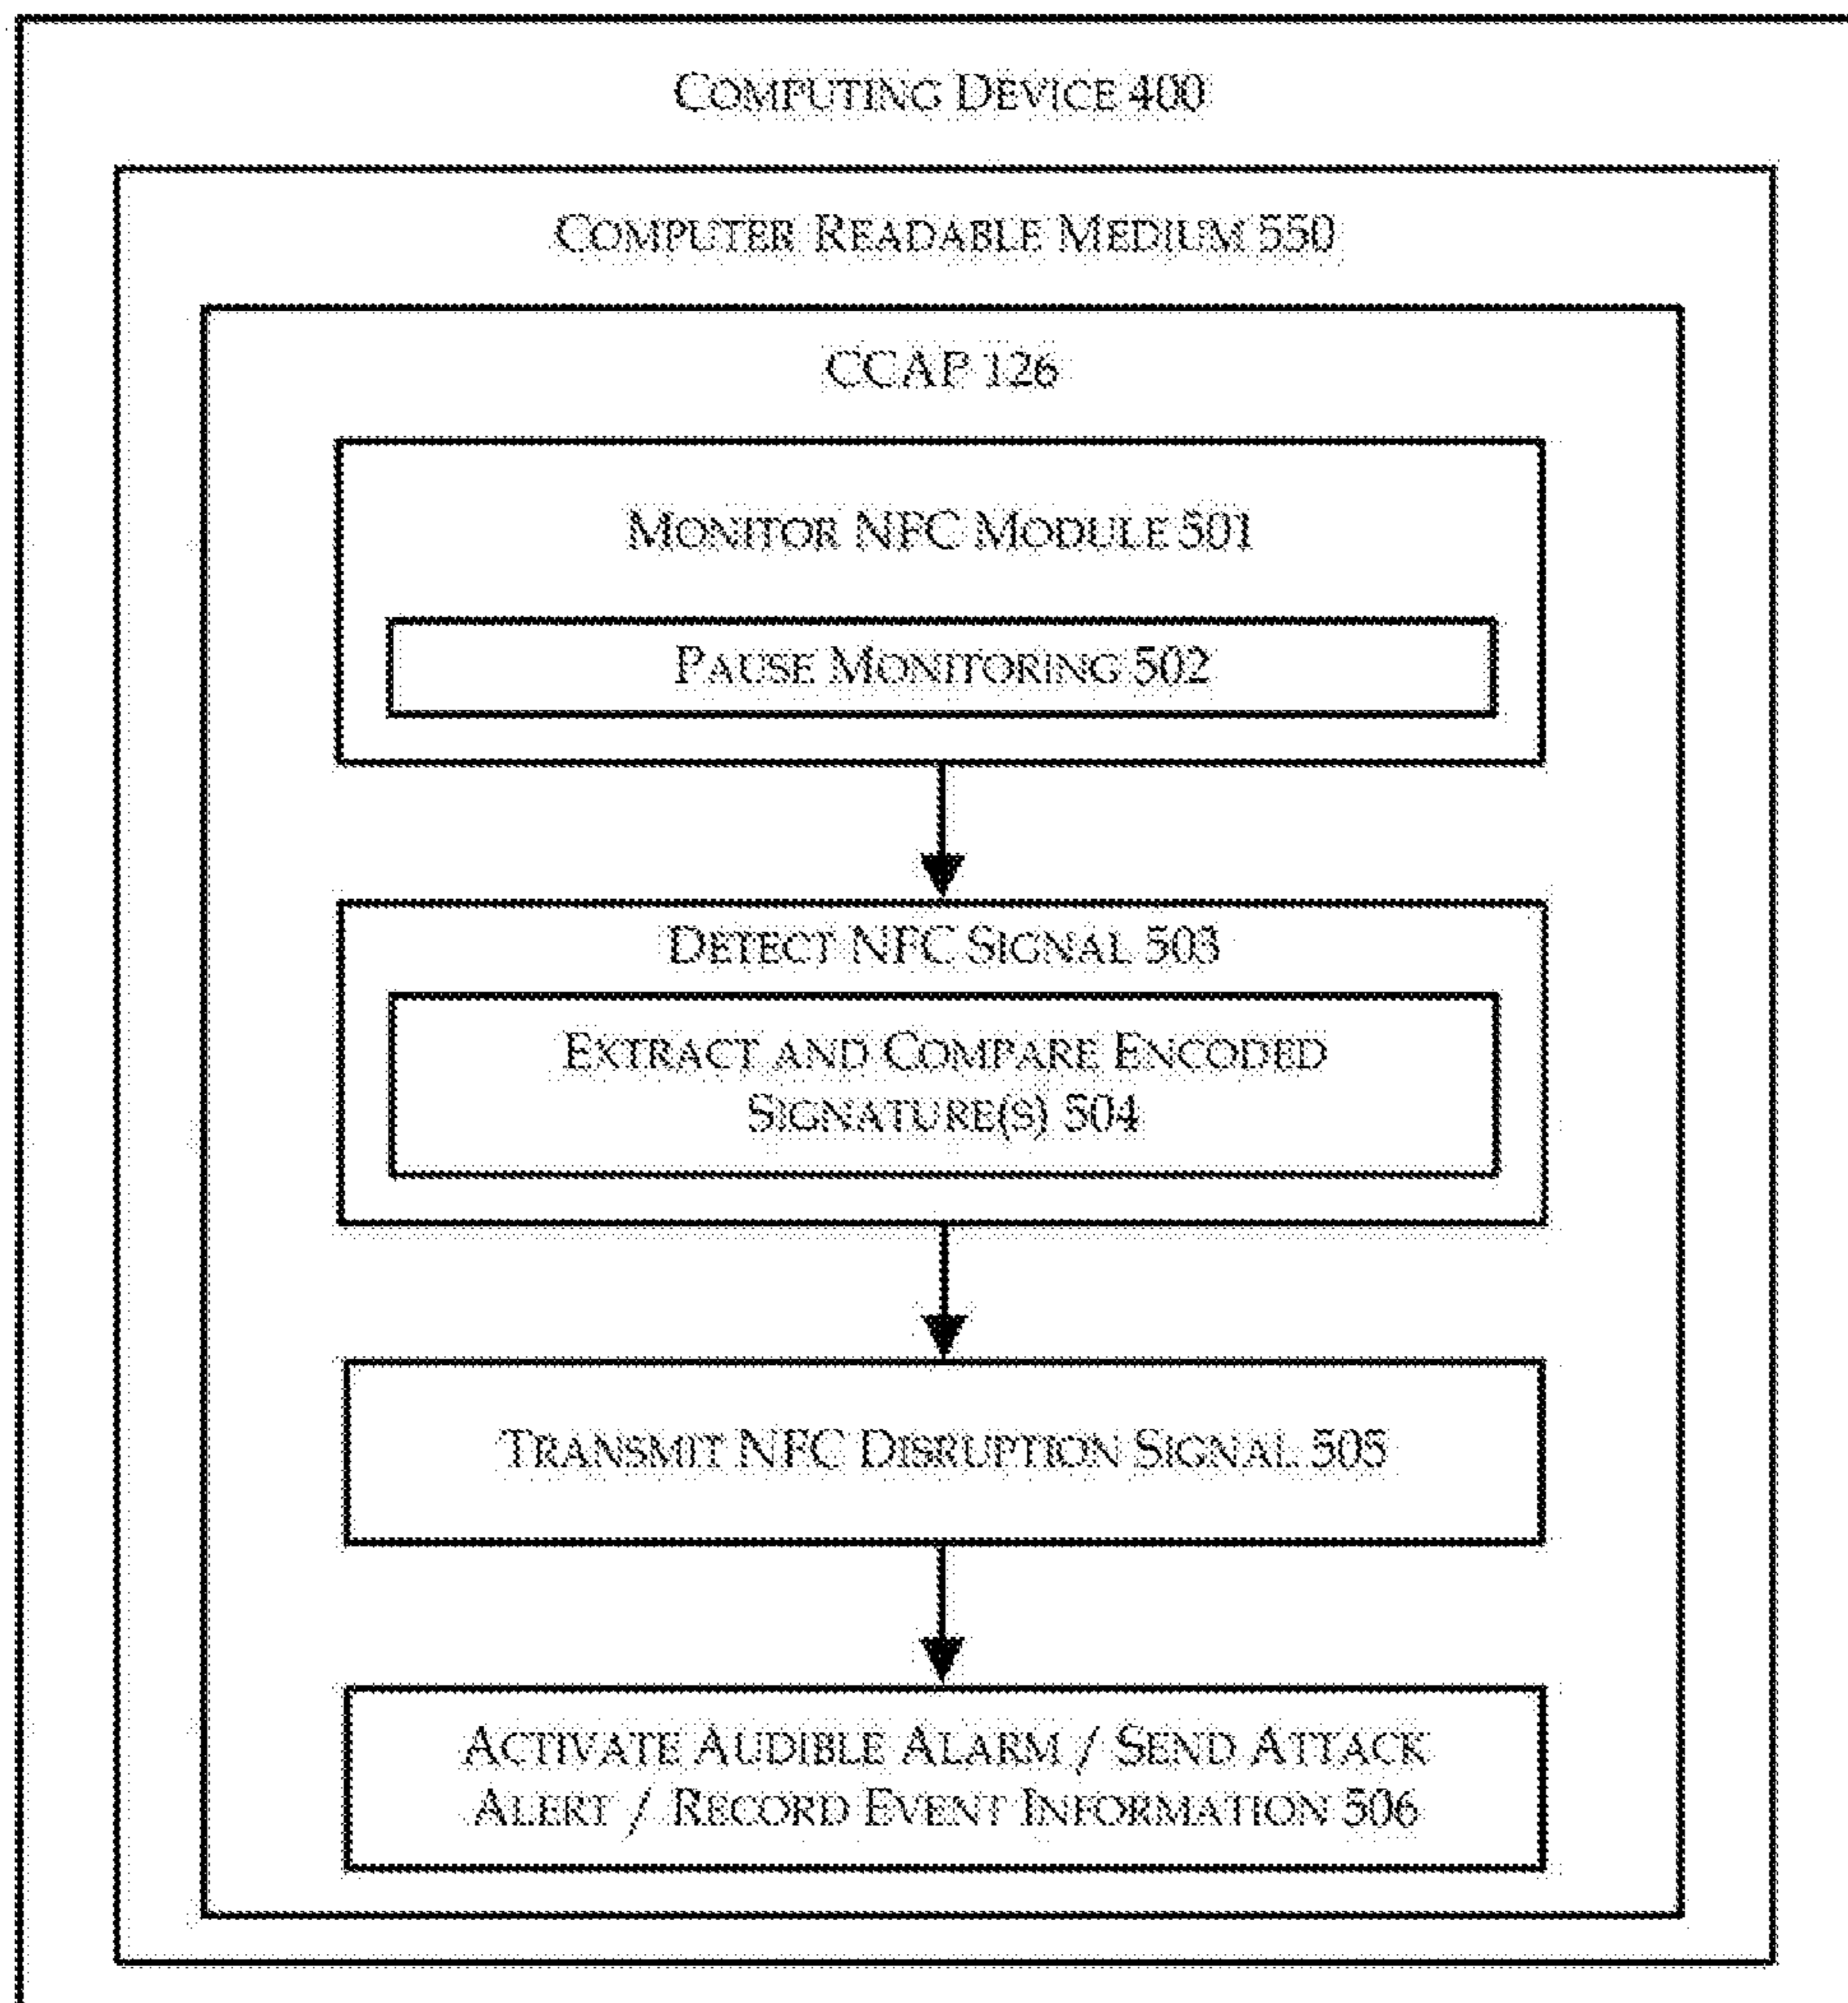 COMPUTING DEVICE 400
COMPUTER READABLE MEDIUM 550
CCAP 126
MONITOR NFC MODULE 501
PAUSE MONITORING 502
DETECT NFC SIGNAL 503
EXTRACT AND COMPARE ENCODED
SIGNATURE(S) 504
TRANSMIT NFC DISRUPTION SIGNAL 505
ACTIVATE AUDIBLE ALARM / SEND ATTACK
ALERT / RECORD EVENT INFORMATION 506